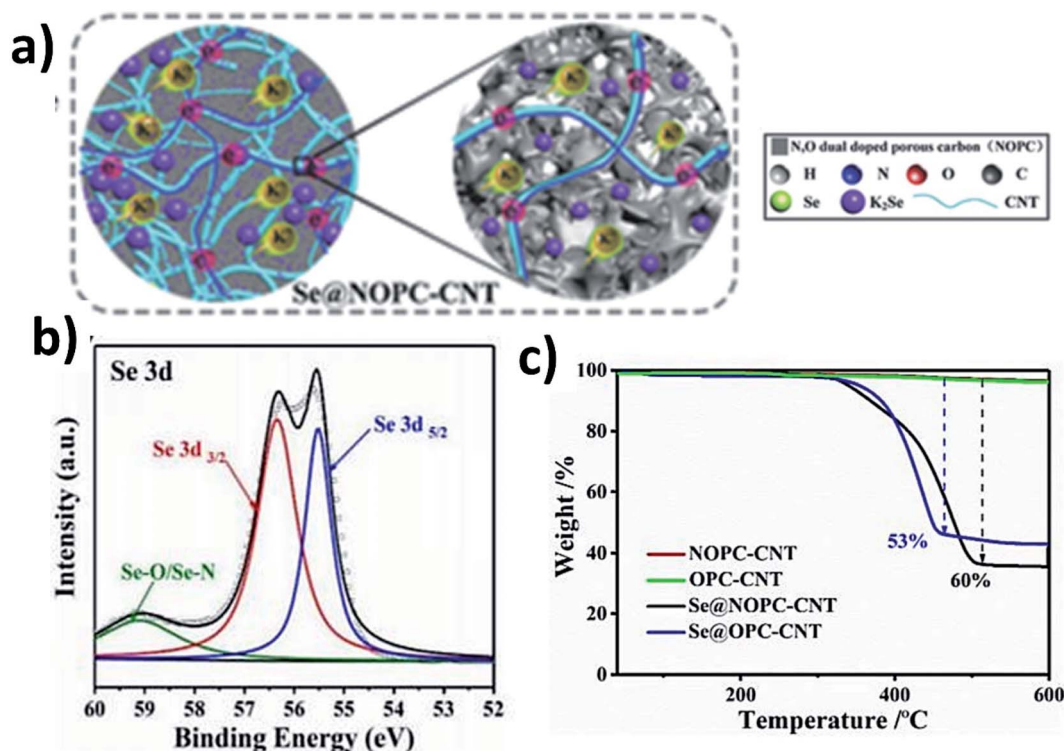 a)
K
K
K
K
K
K
Se@NOPC-CNT
N,O dual doped porous carbon（NOPC）
H N O C
Se K₂Se CNT
b)
Se 3d
Se 3d 3/2
Se 3d 5/2
Se-O/Se-N
Intensity (a.u.)
60 59 58 57 56 55 54 53 52
Binding Energy (eV)
c)
100
80
60
40
20
0
Weight /%
53%
60%
NOPC-CNT
OPC-CNT
Se@NOPC-CNT
Se@OPC-CNT
200 400 600
Temperature /ºC